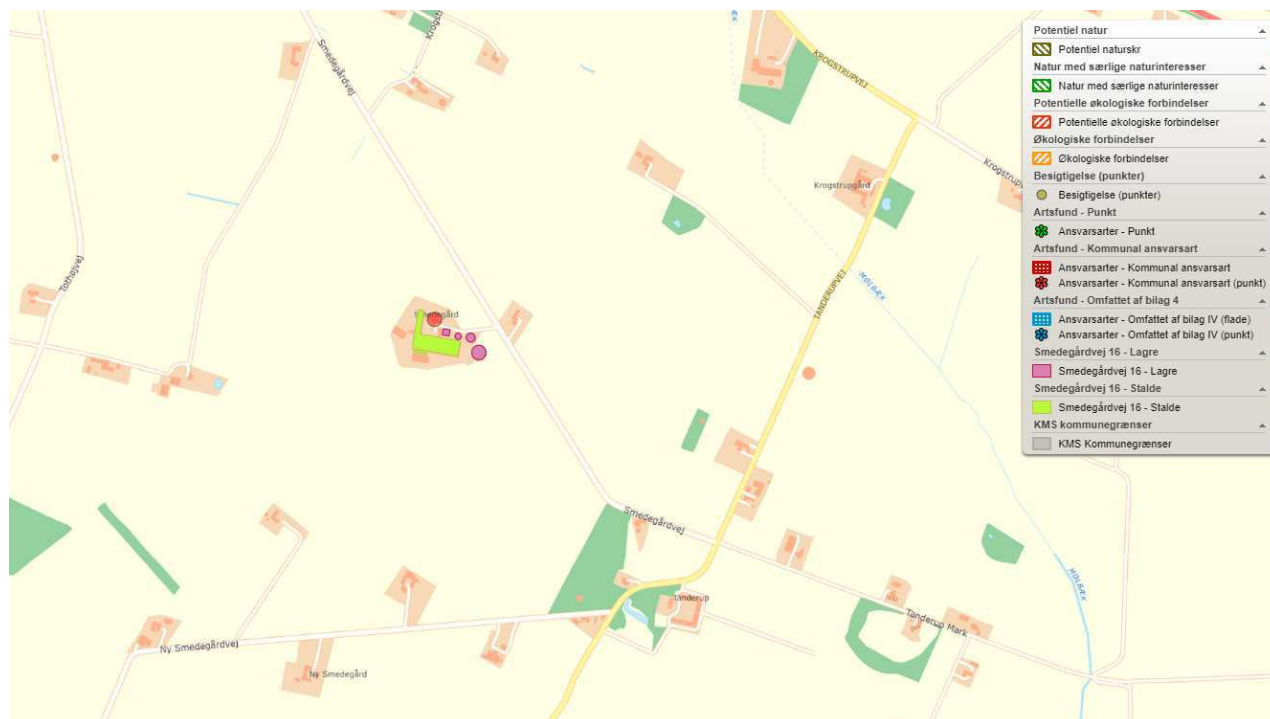 Smedegårdvej
KROGSTRUPVEJ
Krogstrupgård
TANDERUPVEJ
MØLBÆK
Tothøjvej
Smedegård
Smedegårdvej
Tanderup
Tanderup Mark
MØLBÆK
Ny Smedegårdvej
Ny Smedegård
Potentiel natur
Potentiel naturskr
Natur med særlige naturinteresser
Natur med særlige naturinteresser
Potentielle økologiske forbindelser
Potentielle økologiske forbindelser
Økologiske forbindelser
Økologiske forbindelser
Besigtigelse (punkter)
Besigtigelse (punkter)
Artsfund - Punkt
Ansvarsarter - Punkt
Artsfund - Kommunal ansvarsart
Ansvarsarter - Kommunal ansvarsart
Ansvarsarter - Kommunal ansvarsart (punkt)
Artsfund - Omfattet af bilag 4
Ansvarsarter - Omfattet af bilag IV (flade)
Ansvarsarter - Omfattet af bilag IV (punkt)
Smedegårdvej 16 - Lagre
Smedegårdvej 16 - Lagre
Smedegårdvej 16 - Stalde
Smedegårdvej 16 - Stalde
KMS kommunegrænser
KMS Kommunegrænser